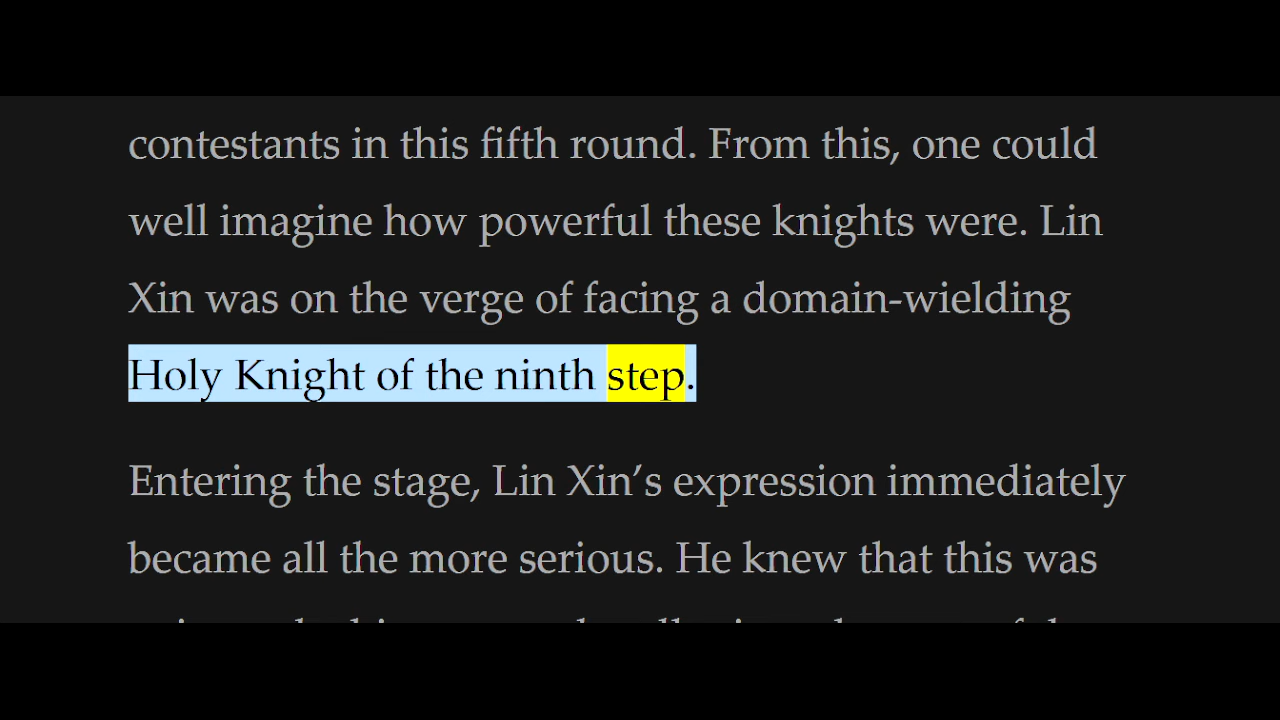 contestants in this fifth round. From this, one could
well imagine how powerful these knights were. Lin
Xin was on the verge of facing a domain-wielding
Holy Knight of the ninth step.
Entering the stage, Lin Xin’s expression immediately
became all the more serious. He knew that this was